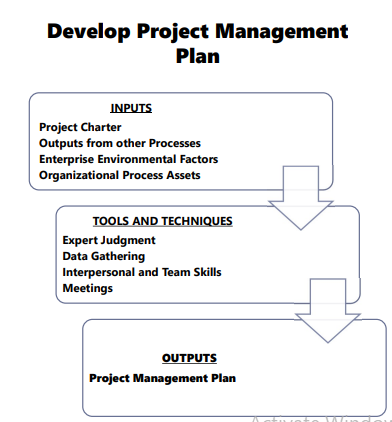 Develop Project Management
Plan
INPUTS
Project Charter
Outputs from other Processes
Enterprise Environmental Factors
Organizational Process Assets
TOOLS AND TECHNIQUES
Expert Judgment
Data Gathering
Interpersonal and Team Skills
Meetings
OUTPUTS
Project Management Plan